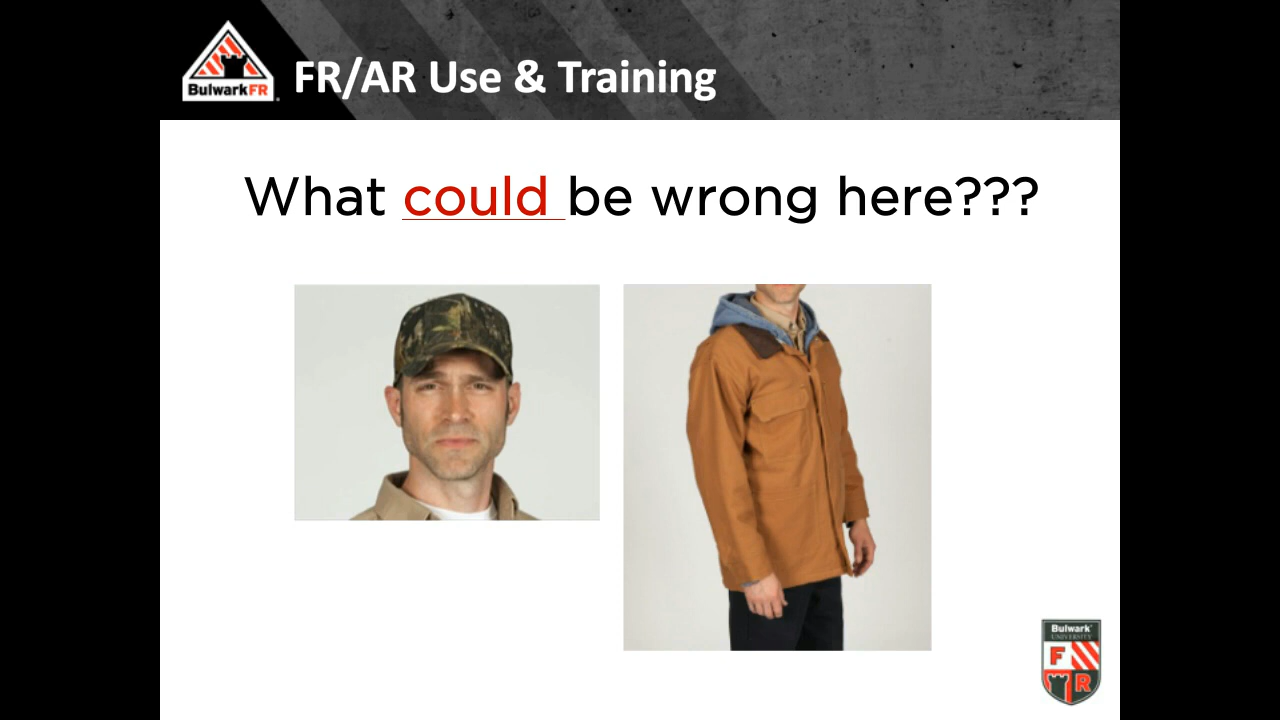 BulwarkFR
FR/AR Use & Training
What could be wrong here???
Bulwark
UNIVERSITY
F
R